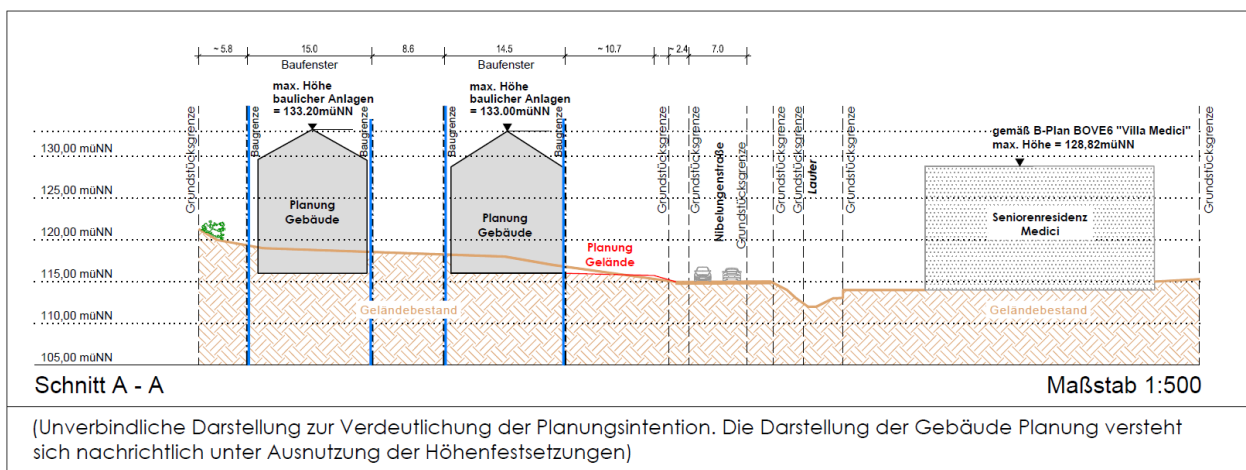 ~ 5.8 15.0 8.6 14.5 ~ 10.7 ~ 2.4 7.0
Baufenster Baufenster
max. Höhe
baulicher Anlagen
= 133.20müNN
max. Höhe
baulicher Anlagen
= 133.00müNN
gemäß B-Plan BOVE6 "Villa Medici"
max. Höhe = 128,82müNN
Grundstücksgrenze
Baugrenze
Baugrenze
Baugrenze
Baugrenze
Grundstücksgrenze
Grundstücksgrenze
Nibelungenstraße
Grundstücksgrenze
Grundstücksgrenze
Grundstücksgrenze
Lauter
Grundstücksgrenze
Grundstücksgrenze
130,00 müNN
125,00 müNN
120,00 müNN
115,00 müNN
110,00 müNN
105,00 müNN
Planung
Gebäude
Planung
Gebäude
Planung
Gelände
Seniorenresidenz
Medici
Geländebestand
Geländebestand
Schnitt A - A
Maßstab 1:500
(Unverbindliche Darstellung zur Verdeutlichung der Planungsintention. Die Darstellung der Gebäude Planung versteht
sich nachrichtlich unter Ausnutzung der Höhenfestsetzungen)